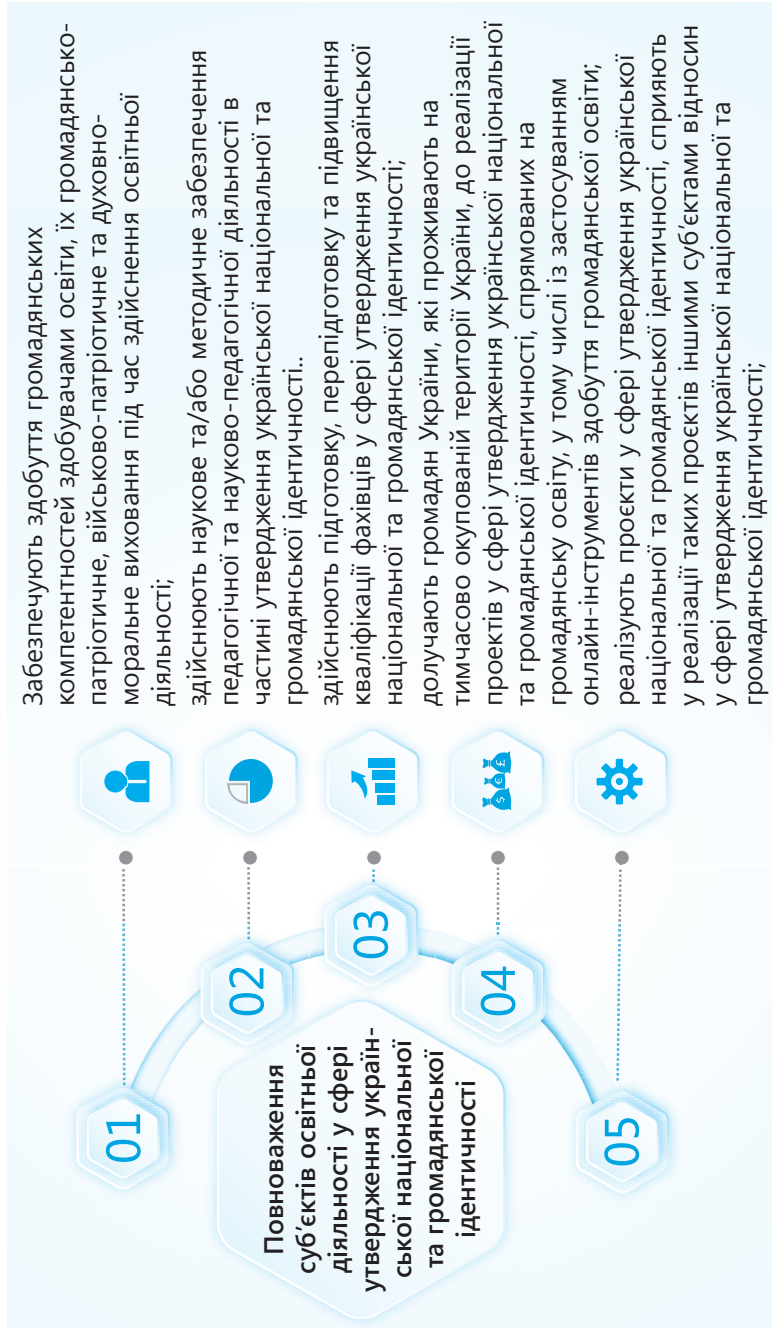 Повноваження
суб’єктів освітньої
діяльності у сфері
утвердження україн-
ської національної
та громадянської
ідентичності
01
Забезпечують здобуття громадянських
компетентностей здобувачами освіти, їх громадянсько-
патріотичне, військово-патріотичне та духовно-
моральне виховання під час здійснення освітньої
діяльності;
02
здійснюють наукове та/або методичне забезпечення
педагогічної та науково-педагогічної діяльності в
частині утвердження української національної та
громадянської ідентичності..
03
здійснюють підготовку, перепідготовку та підвищення
кваліфікації фахівців у сфері утвердження української
національної та громадянської ідентичності;
04
долучають громадян України, які проживають на
тимчасово окупованій території України, до реалізації
проектів у сфері утвердження української національної
та громадянської ідентичності, спрямованих на
громадянську освіту, у тому числі із застосуванням
онлайн-інструментів здобуття громадянської освіти;
$ € £
05
реалізують проєкти у сфері утвердження української
національної та громадянської ідентичності, сприяють
у реалізації таких проєктів іншими суб’єктами відносин
у сфері утвердження української національної та
громадянської ідентичності;